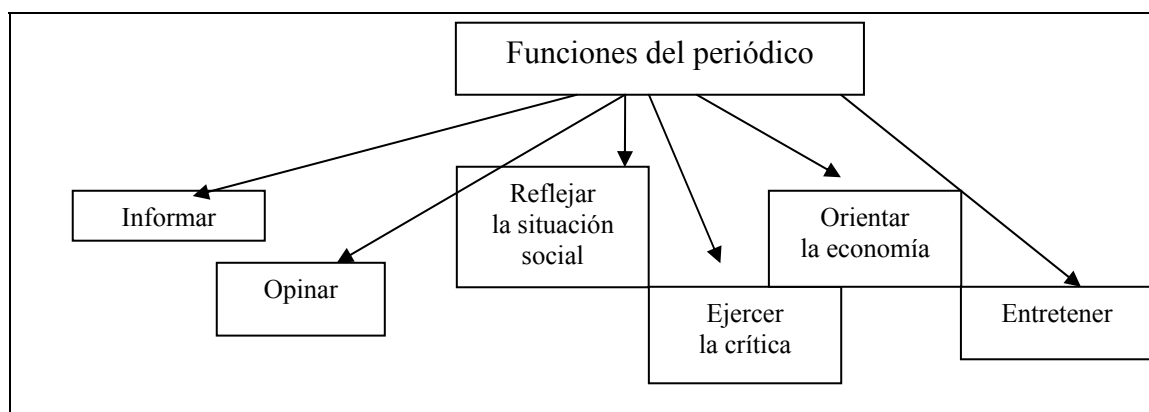 Funciones del periódico
Informar
Opinar
Reflejar
la situación
social
Ejercer
la crítica
Orientar
la economía
Entretener